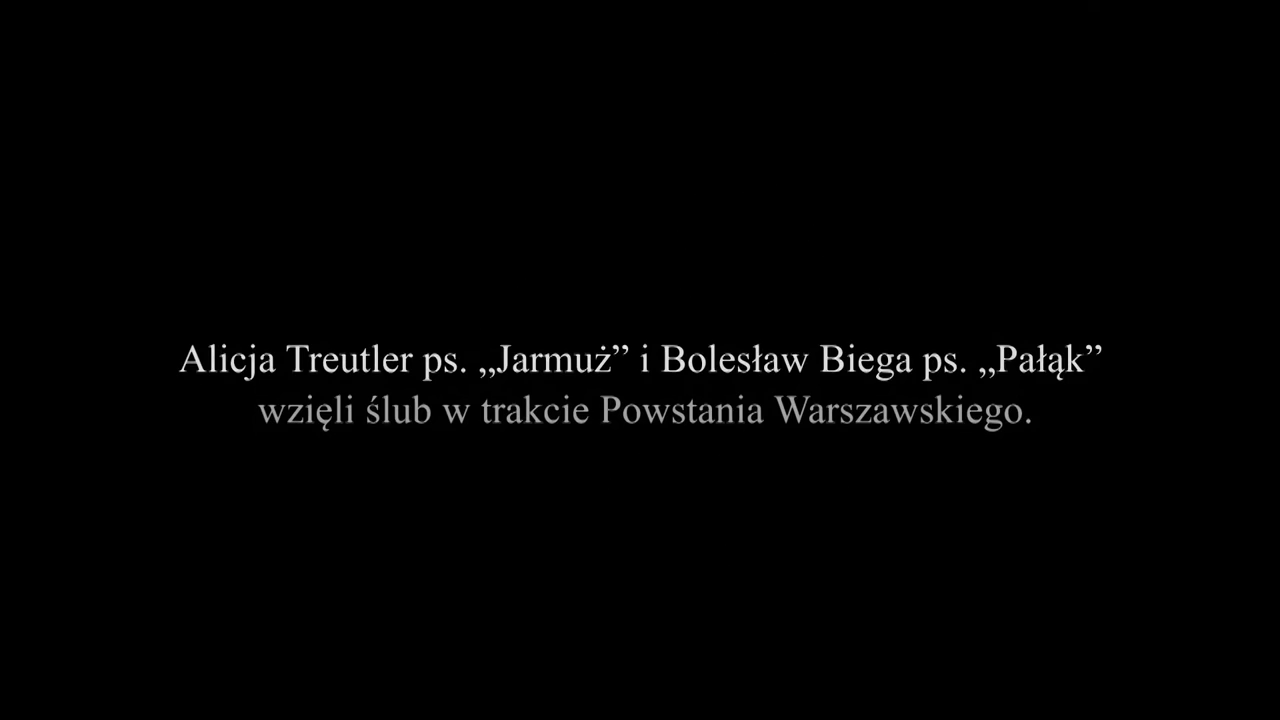 Alicja Treutler ps. „Jarmuż” i Bolesław Biega ps. „Pałąk”
wzięli ślub w trakcie Powstania Warszawskiego.